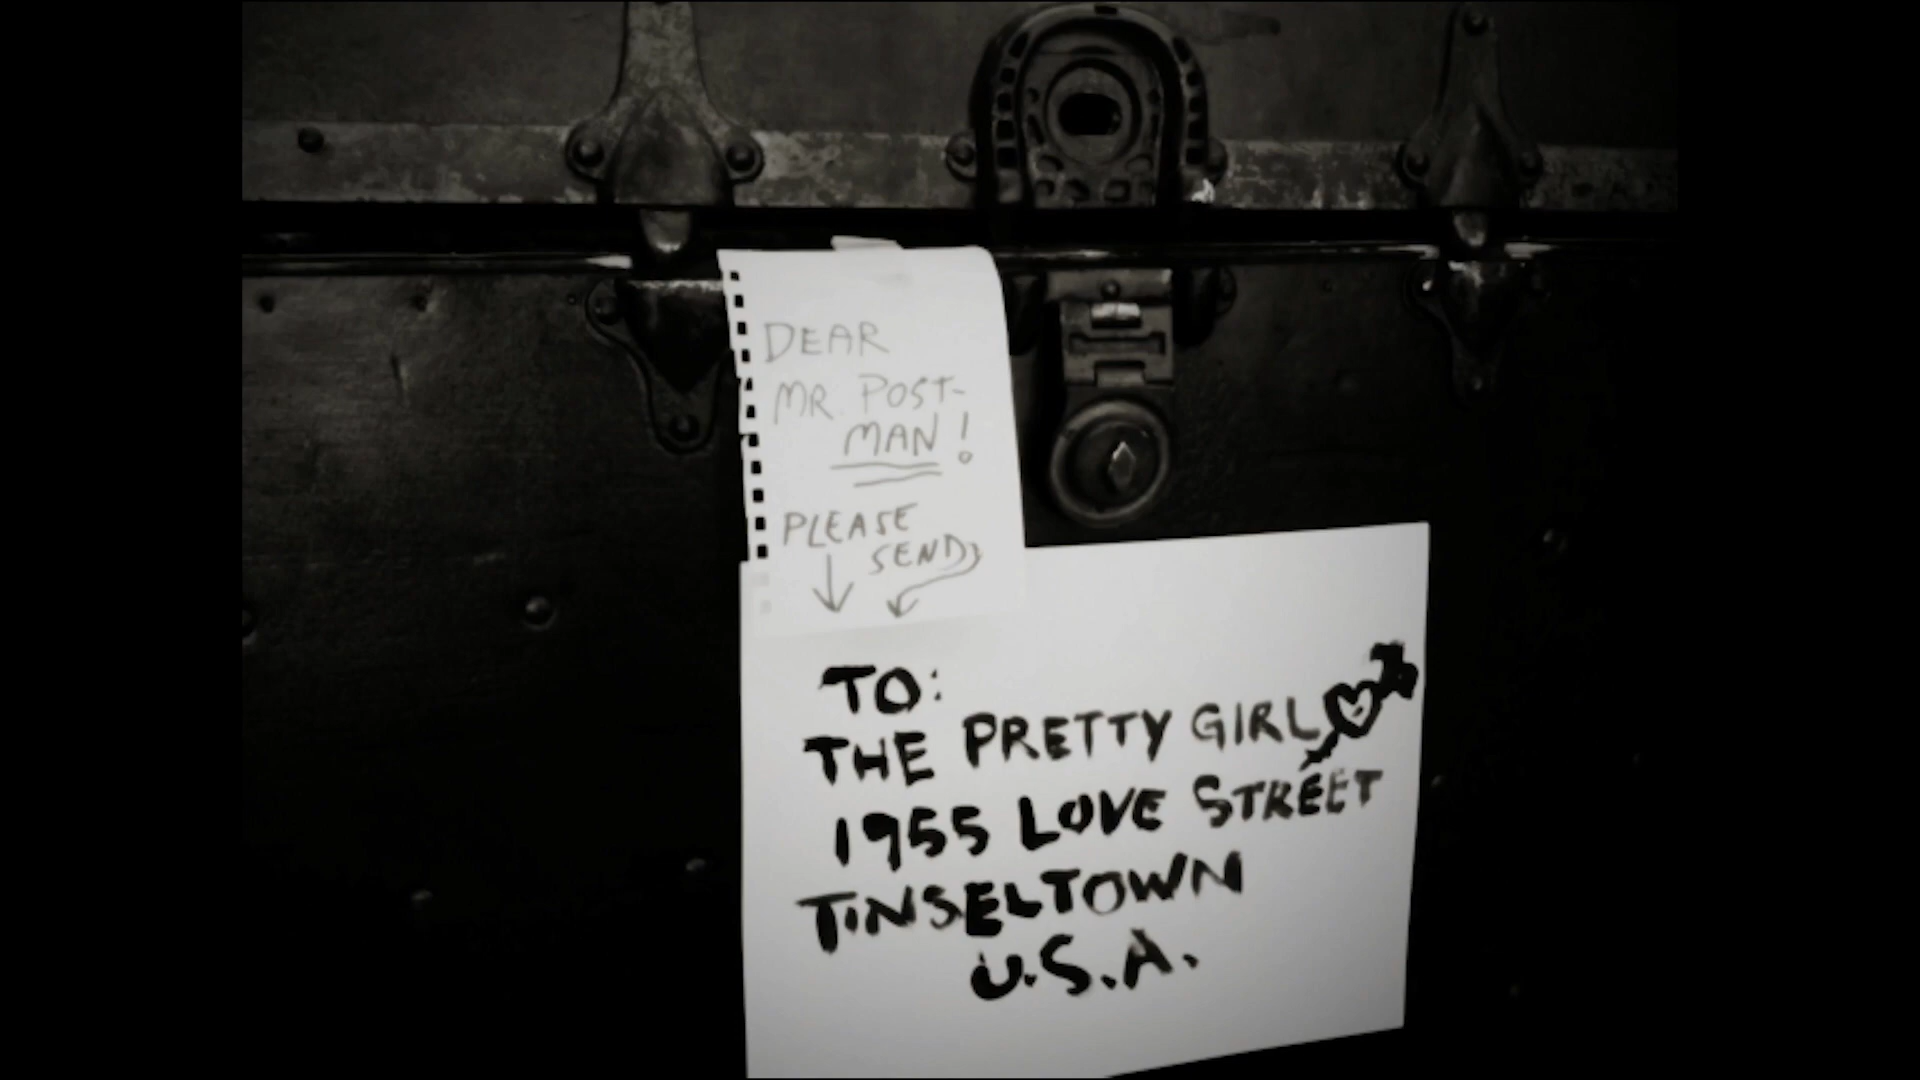 DEAR
MR. POST-
MAN!
PLEASE
SEND
TO:
THE PRETTY GIRL
1955 LOVE STREET
TINSELTOWN
U.S.A.